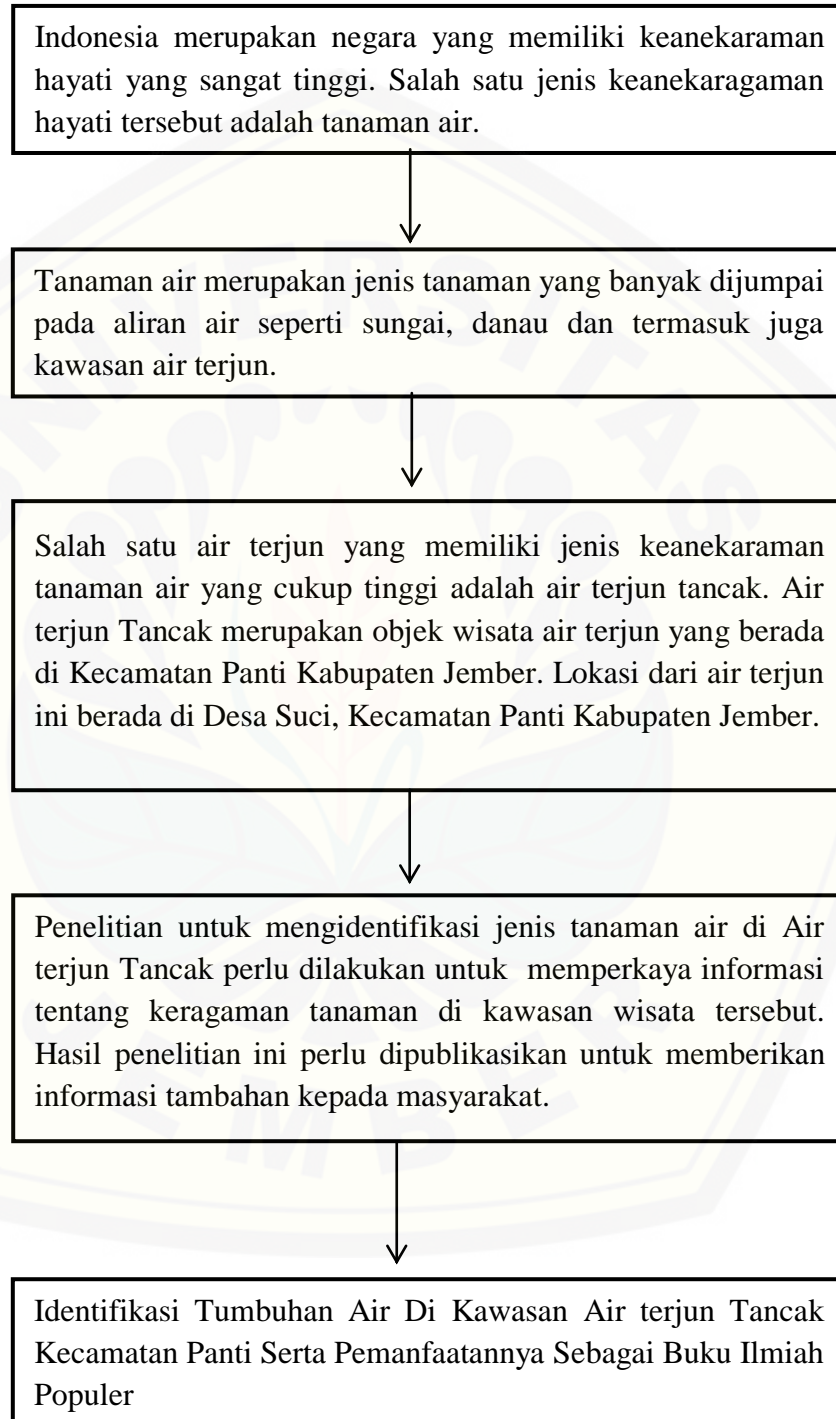 Indonesia merupakan negara yang memiliki keanekaraman
hayati yang sangat tinggi. Salah satu jenis keanekaragaman
hayati tersebut adalah tanaman air.
Tanaman air merupakan jenis tanaman yang banyak dijumpai
pada aliran air seperti sungai, danau dan termasuk juga
kawasan air terjun.
Salah satu air terjun yang memiliki jenis keanekaraman
tanaman air yang cukup tinggi adalah air terjun tancak. Air
terjun Tancak merupakan objek wisata air terjun yang berada
di Kecamatan Panti Kabupaten Jember. Lokasi dari air terjun
ini berada di Desa Suci, Kecamatan Panti Kabupaten Jember.
Penelitian untuk mengidentifikasi jenis tanaman air di Air
terjun Tancak perlu dilakukan untuk memperkaya informasi
tentang keragaman tanaman di kawasan wisata tersebut.
Hasil penelitian ini perlu dipublikasikan untuk memberikan
informasi tambahan kepada masyarakat.
Identifikasi Tumbuhan Air Di Kawasan Air terjun Tancak
Kecamatan Panti Serta Pemanfaatannya Sebagai Buku Ilmiah
Populer
UNIVERSITAS
JEMBER